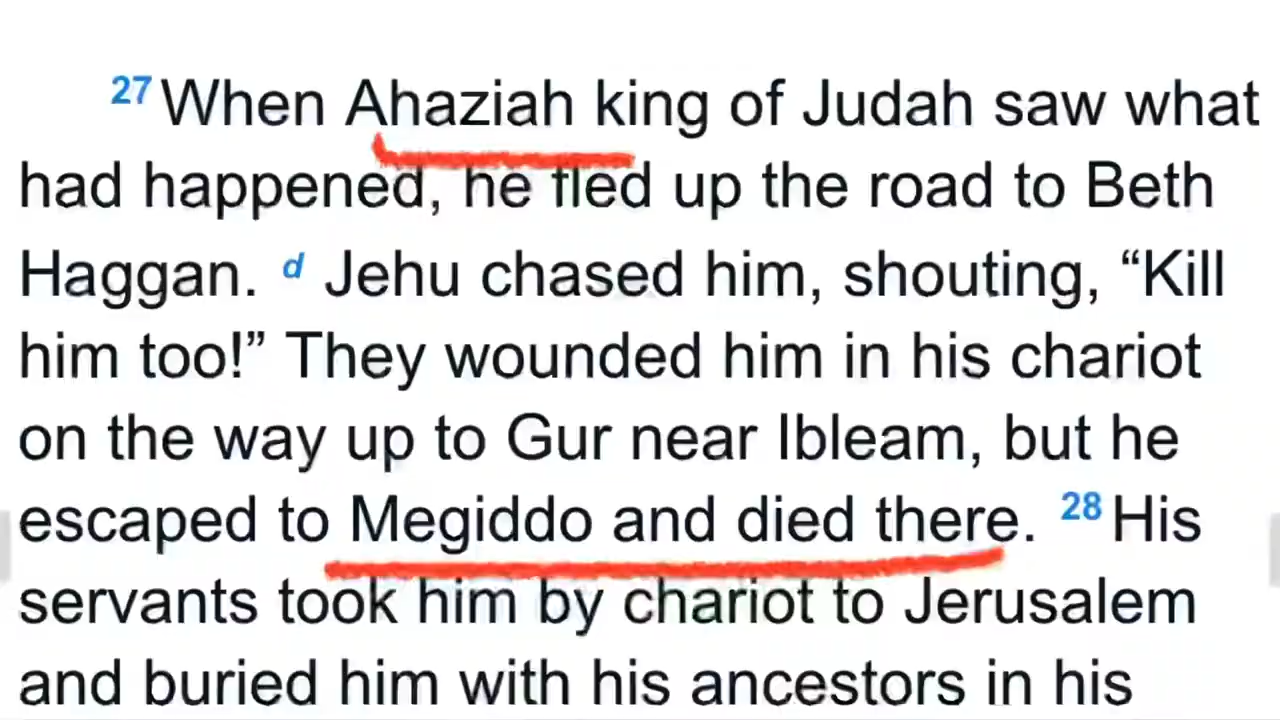 27 When Ahaziah king of Judah saw what
had happened, he fled up the road to Beth
Haggan. d Jehu chased him, shouting, “Kill
him too!” They wounded him in his chariot
on the way up to Gur near Ibleam, but he
escaped to Megiddo and died there. 28 His
servants took him by chariot to Jerusalem
and buried him with his ancestors in his